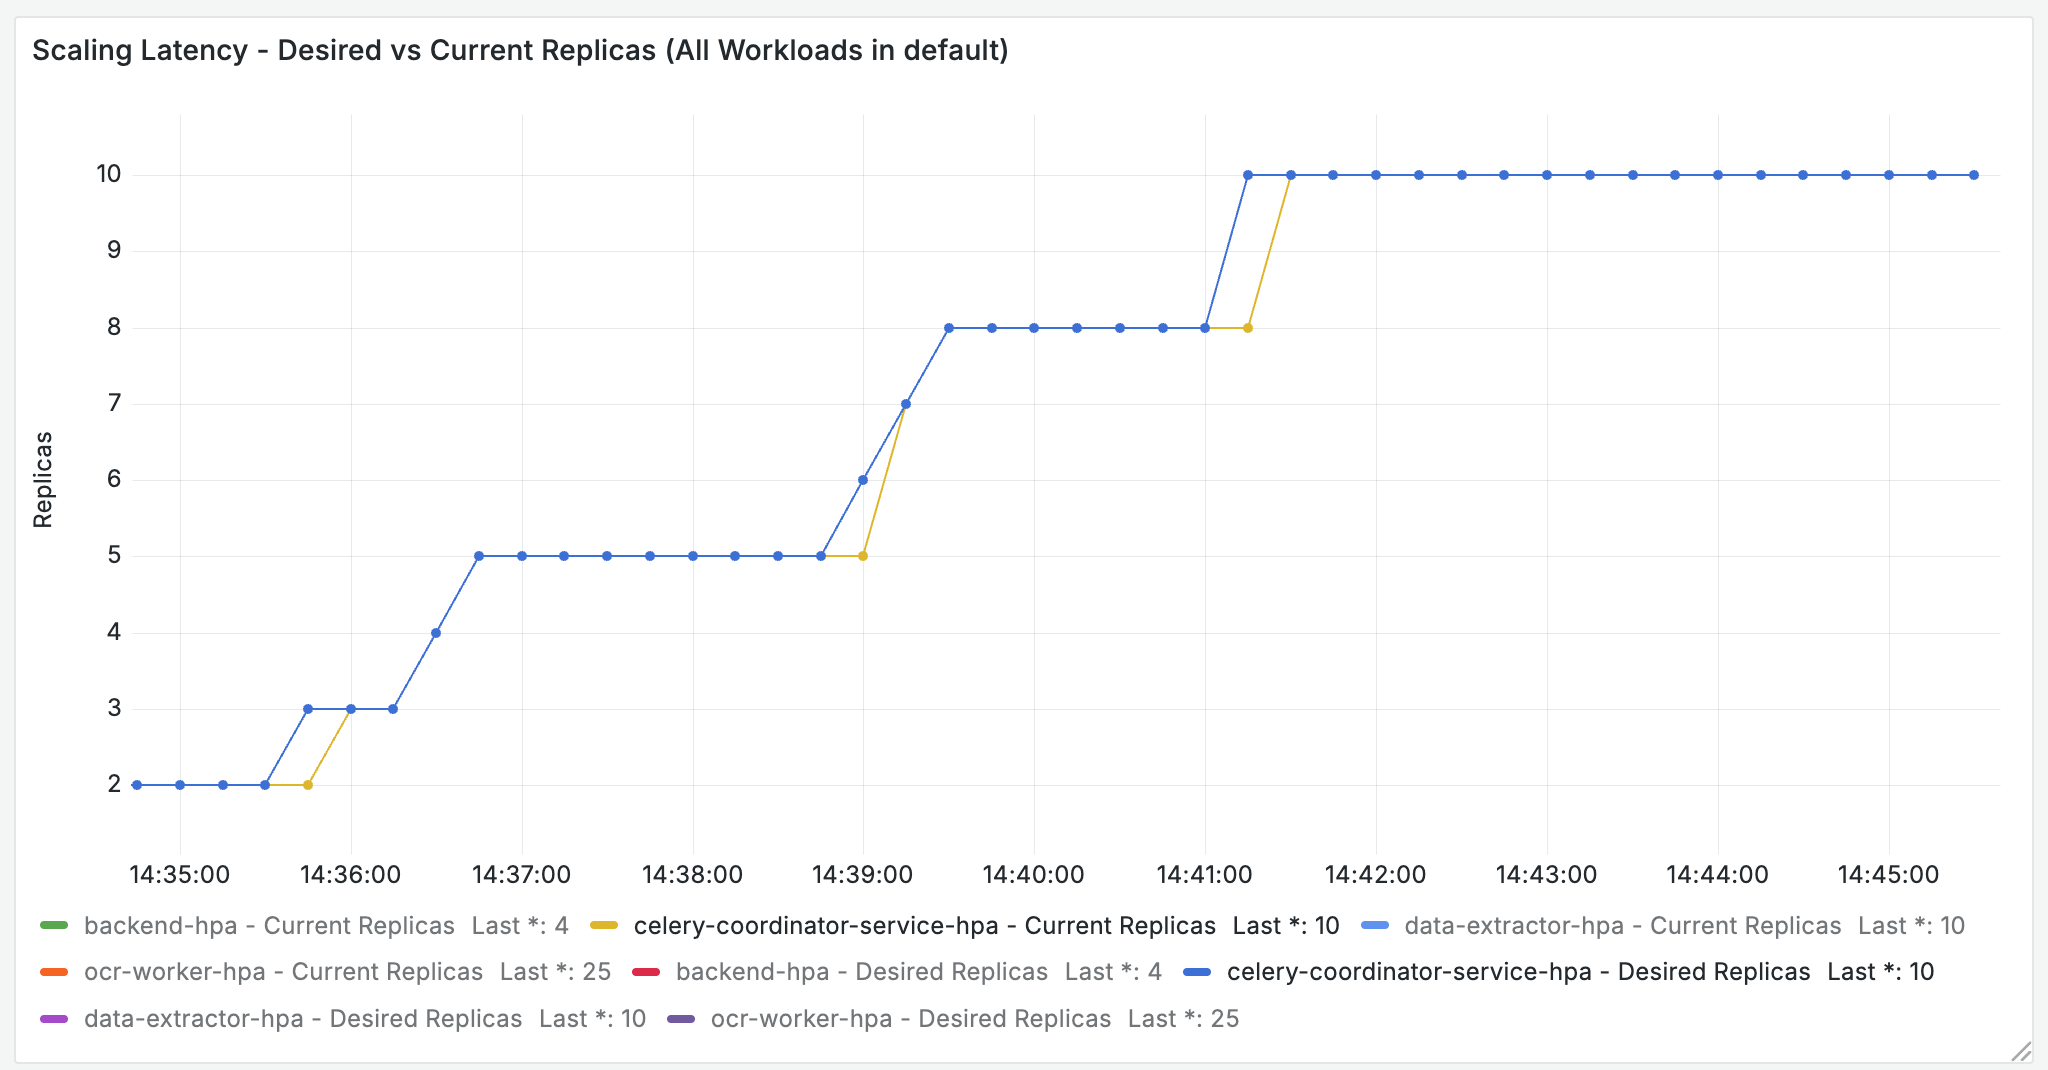 Scaling Latency - Desired vs Current Replicas (All Workloads in default)
Replicas
10
9
8
7
6
5
4
3
2
14:35:00 14:36:00 14:37:00 14:38:00 14:39:00 14:40:00 14:41:00 14:42:00 14:43:00 14:44:00 14:45:00
backend-hpa - Current Replicas Last *: 4 celery-coordinator-service-hpa - Current Replicas Last *: 10 data-extractor-hpa - Current Replicas Last *: 10
ocr-worker-hpa - Current Replicas Last *: 25 backend-hpa - Desired Replicas Last *: 4 celery-coordinator-service-hpa - Desired Replicas Last *: 10
data-extractor-hpa - Desired Replicas Last *: 10 ocr-worker-hpa - Desired Replicas Last *: 25